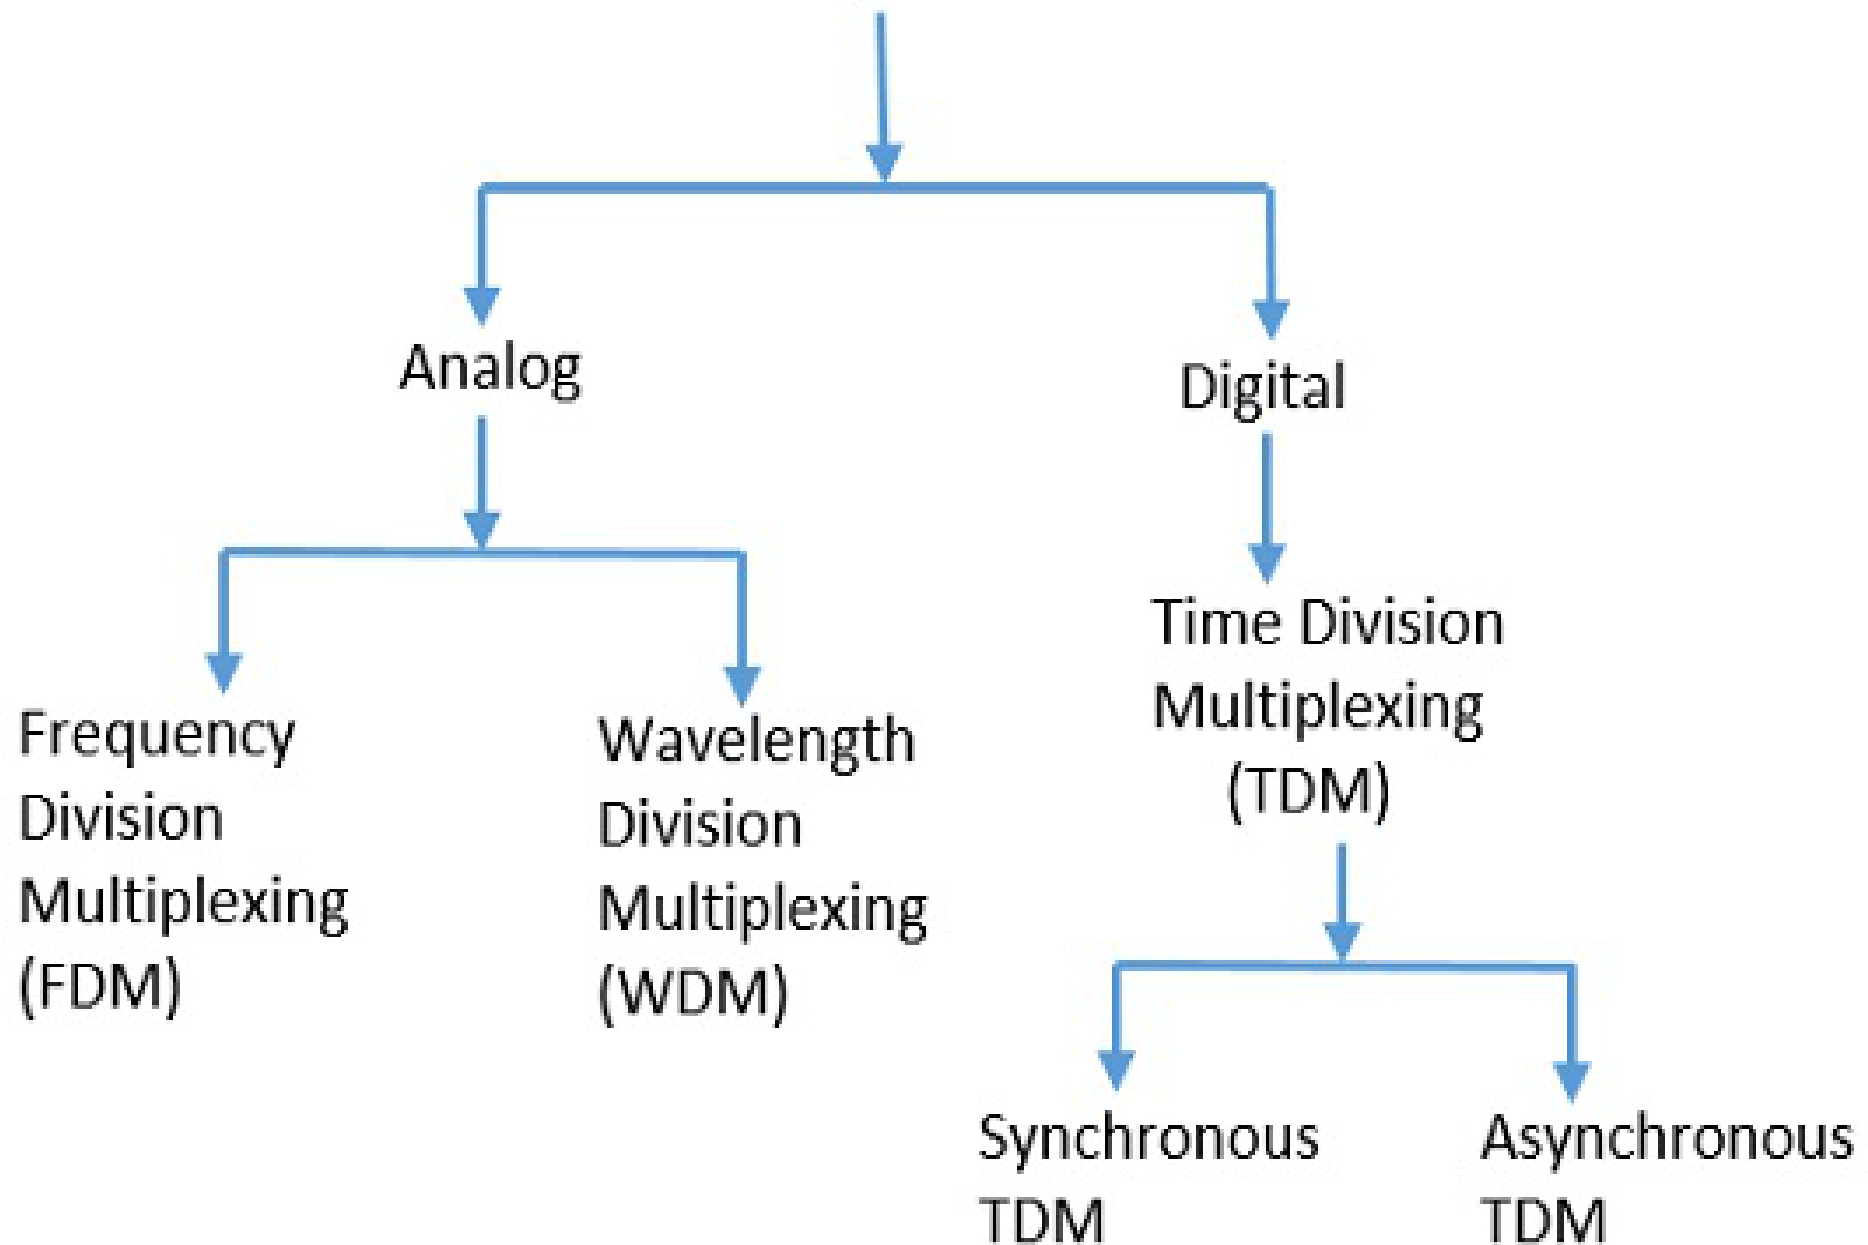 Analog
Digital
Frequency
Division
Multiplexing
(FDM)
Wavelength
Division
Multiplexing
(WDM)
Time Division
Multiplexing
(TDM)
Synchronous
TDM
Asynchronous
TDM